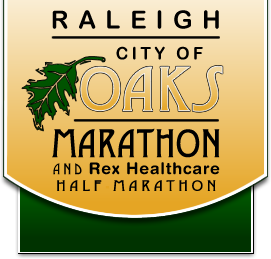 RALEIGH
CITY OF
OAKS
MARATHON
AND Rex Healthcare
HALF MARATHON